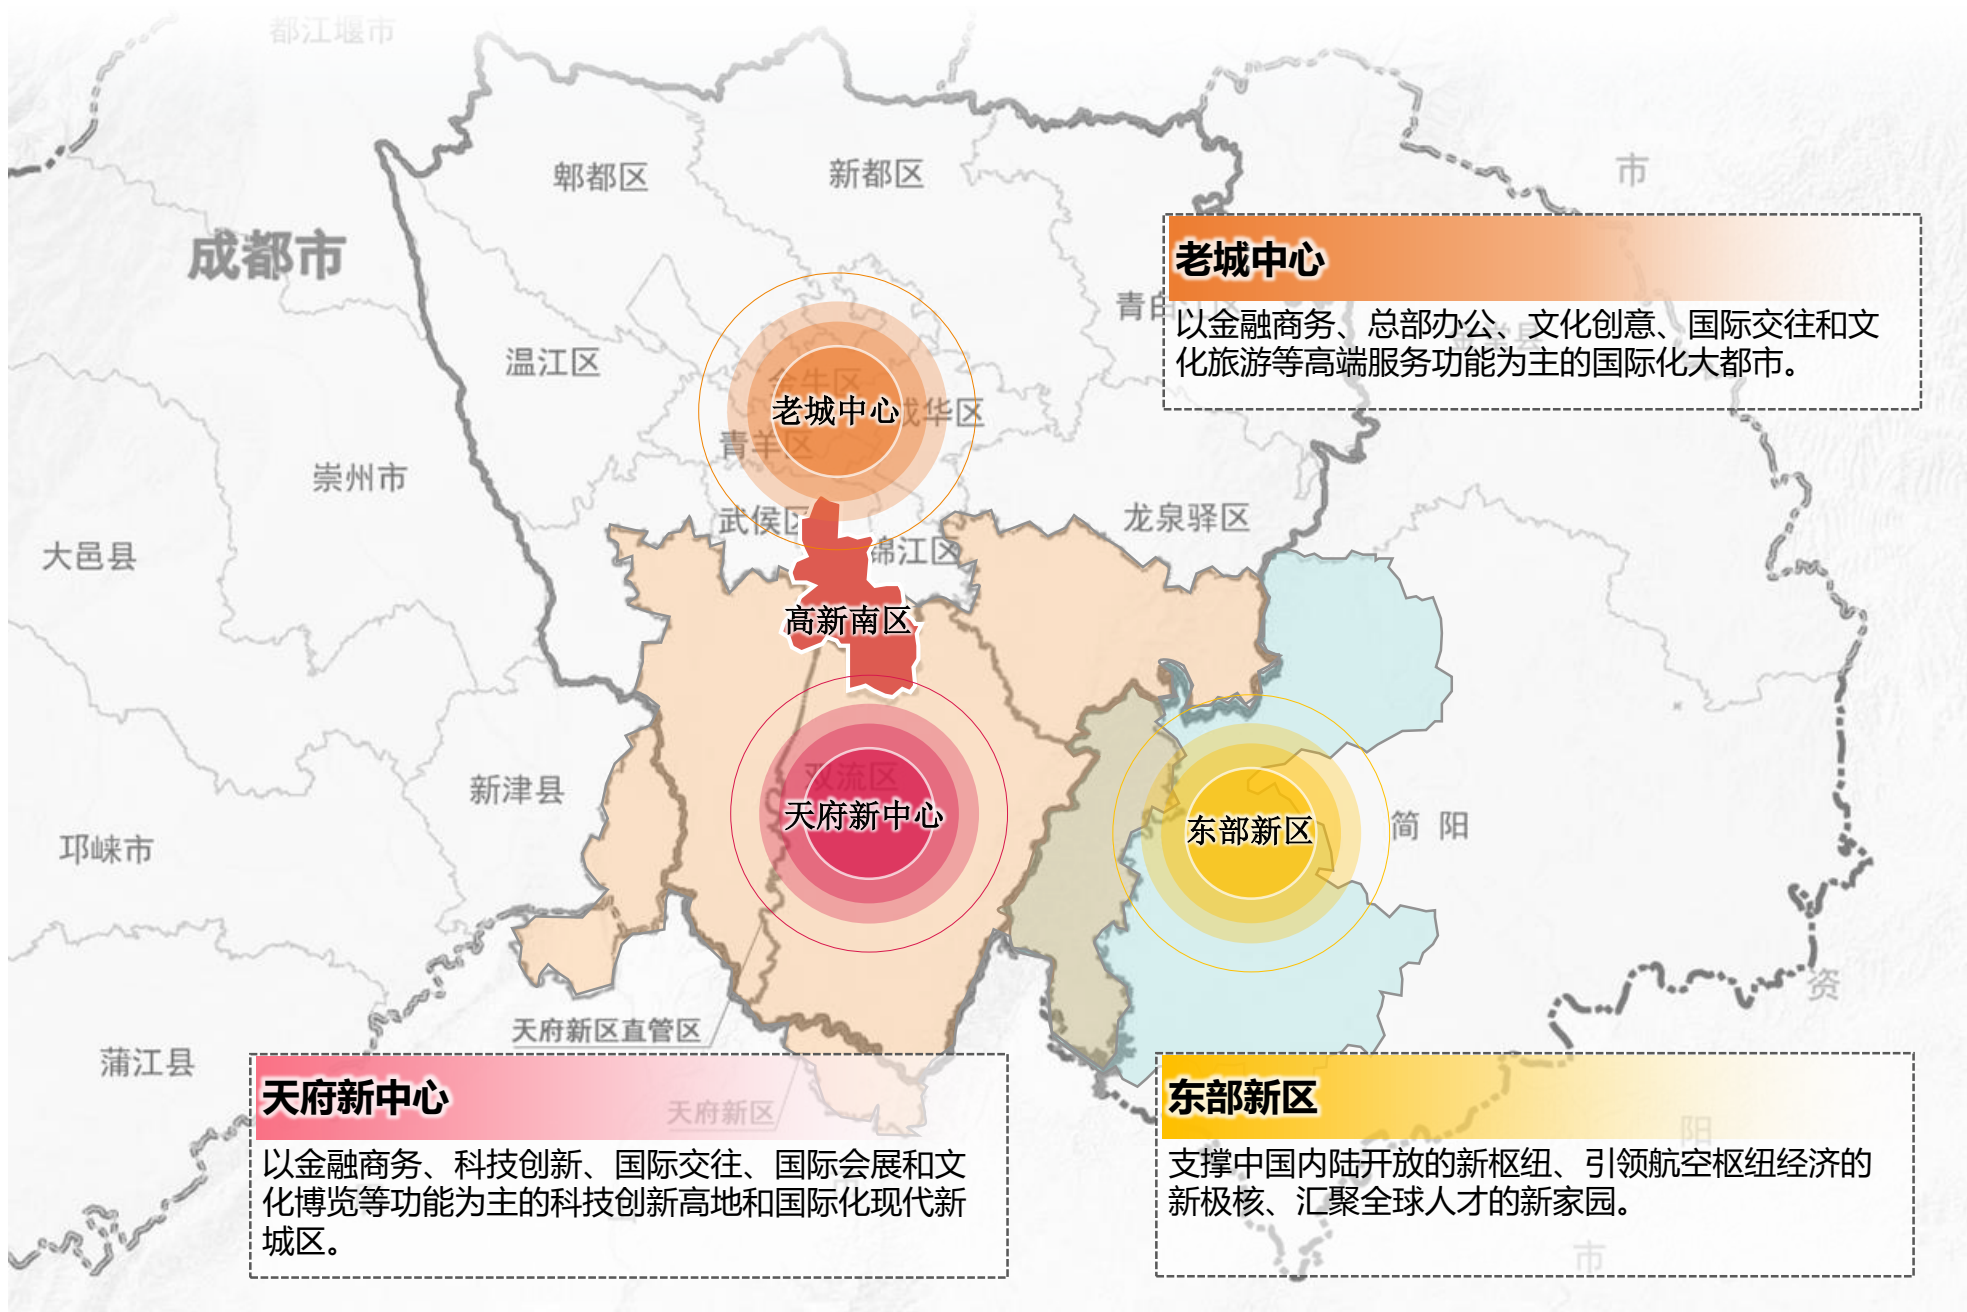 都江堰市
郫都区
新都区
市
成都市
老城中心
青白江区
以金融商务、总部办公、文化创意、国际交往和文
化旅游等高端服务功能为主的国际化大都市。
温江区
金牛区
老城中心
成华区
青羊区
崇州市
武侯区
龙泉驿区
锦江区
大邑县
高新南区
双流区
新津县
天府新中心
东部新区
简 阳
邛崃市
资
天府新区直管区
蒲江县
天府新中心
天府新区
东部新区
阳
以金融商务、科技创新、国际交往、国际会展和文
化博览等功能为主的科技创新高地和国际化现代新
城区。
支撑中国内陆开放的新枢纽、引领航空枢纽经济的
新极核、汇聚全球人才的新家园。
市